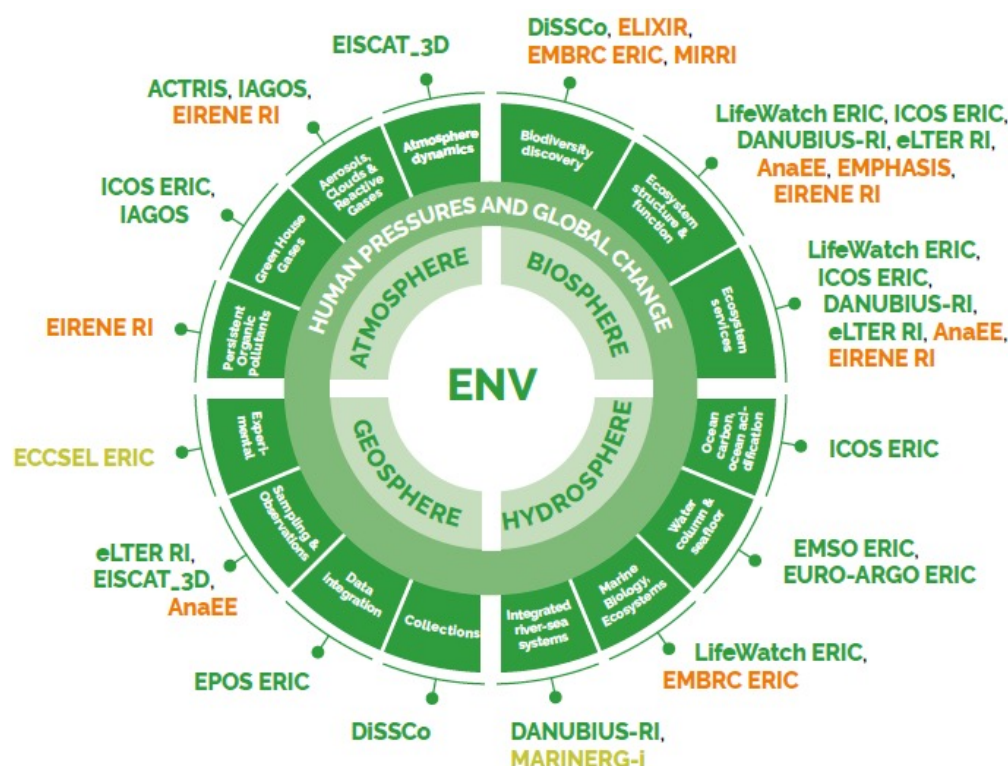 EISCAT_3D
DiSSCo, ELIXIR,
EMBRC ERIC, MIRRI
ACTRIS, IAGOS,
EIRENE RI
LifeWatch ERIC, ICOS ERIC,
DANUBIUS-RI, eLTER RI,
AnaEE, EMPHASIS,
EIRENE RI
ICOS ERIC,
IAGOS
LifeWatch ERIC,
ICOS ERIC,
DANUBIUS-RI,
eLTER RI, AnaEE,
EIRENE RI
EIRENE RI
ECCSEL ERIC
ICOS ERIC
eLTER RI,
EISCAT_3D,
AnaEE
EMSO ERIC,
EURO-ARGO ERIC
EPOS ERIC
LifeWatch ERIC,
EMBRC ERIC
DiSSCo
DANUBIUS-RI,
MARINERG-i
Atmosphere
dynamics
Biodiversity
discovery
Aerosols,
Clouds &
Reactive
Gases
Ecosystem
structure &
function
Green House
Gases
Ecosystem
services
Persistent
Organic
Pollutants
Ocean
carbon,
ocean aci-
dification
Experi-
mental
Water
column &
seafloor
Sampling &
Observations
Marine
Biology,
Ecosystems
Data
Integration
Integrated
river-sea
systems
Collections
HUMAN PRESSURES AND GLOBAL CHANGE
ATMOSPHERE
BIOSPHERE
ENV
GEOSPHERE
HYDROSPHERE